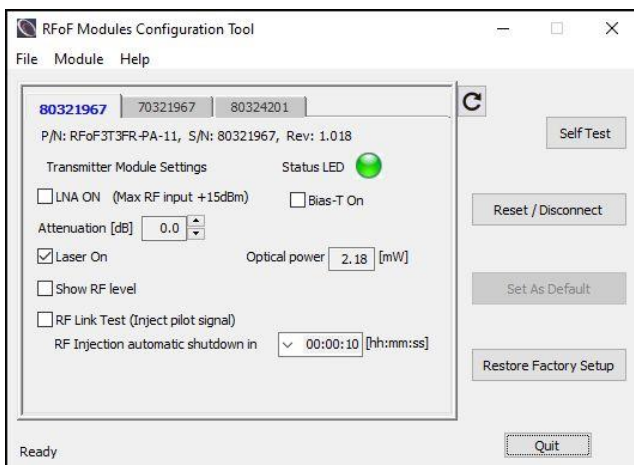 RFoF Modules Configuration Tool
File Module Help
80321967 70321967 80324201
P/N: RFoF3T3FR-PA-11, S/N: 80321967, Rev: 1.018
Self Test
Transmitter Module Settings Status LED
LNA ON (Max RF input +15dBm) Bias-T On
Reset / Disconnect
Attenuation [dB] 0.0
Laser On Optical power 2.18 [mW]
Show RF level
Set As Default
RF Link Test (Inject pilot signal)
RF Injection automatic shutdown in 00:00:10 [hh:mm:ss]
Restore Factory Setup
Quit
Ready